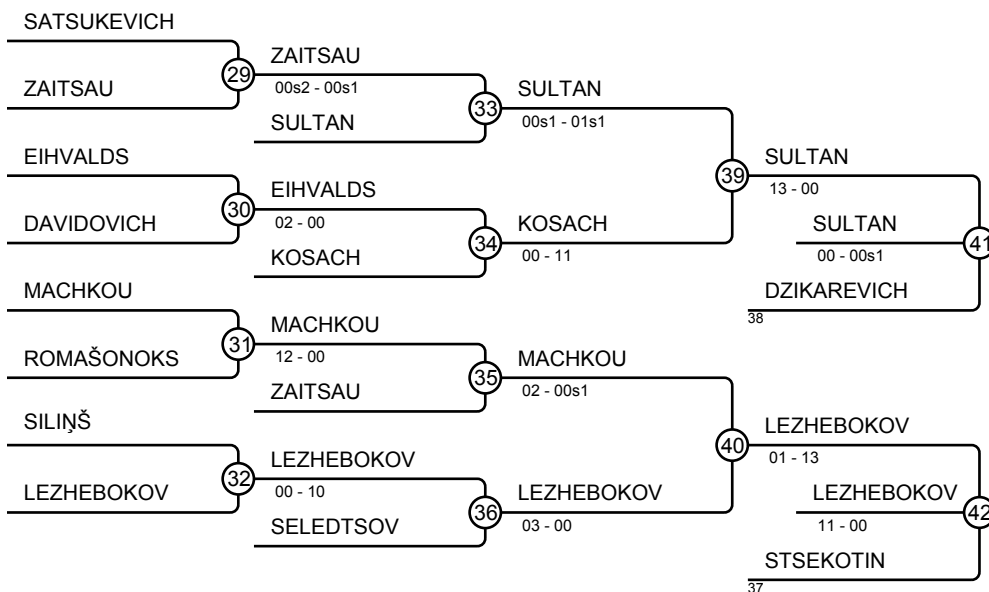 SATSUKEVICH
29
ZAITSAU
ZAITSAU
00s2 - 00s1
33
SULTAN
SULTAN
00s1 - 01s1
EIHVALDS
30
DAVIDOVICH
EIHVALDS
02 - 00
34
KOSACH
KOSACH
00 - 11
39
SULTAN
13 - 00
SULTAN
00 - 00s1
41
DZIKAREVICH
38
MACHKOU
31
ROMAŠONOKS
MACHKOU
12 - 00
35
ZAITSAU
MACHKOU
02 - 00s1
SILIŅŠ
32
LEZHEBOKOV
LEZHEBOKOV
00 - 10
36
SELEDTSOV
LEZHEBOKOV
03 - 00
40
LEZHEBOKOV
01 - 13
LEZHEBOKOV
11 - 00
42
STSEKOTIN
37